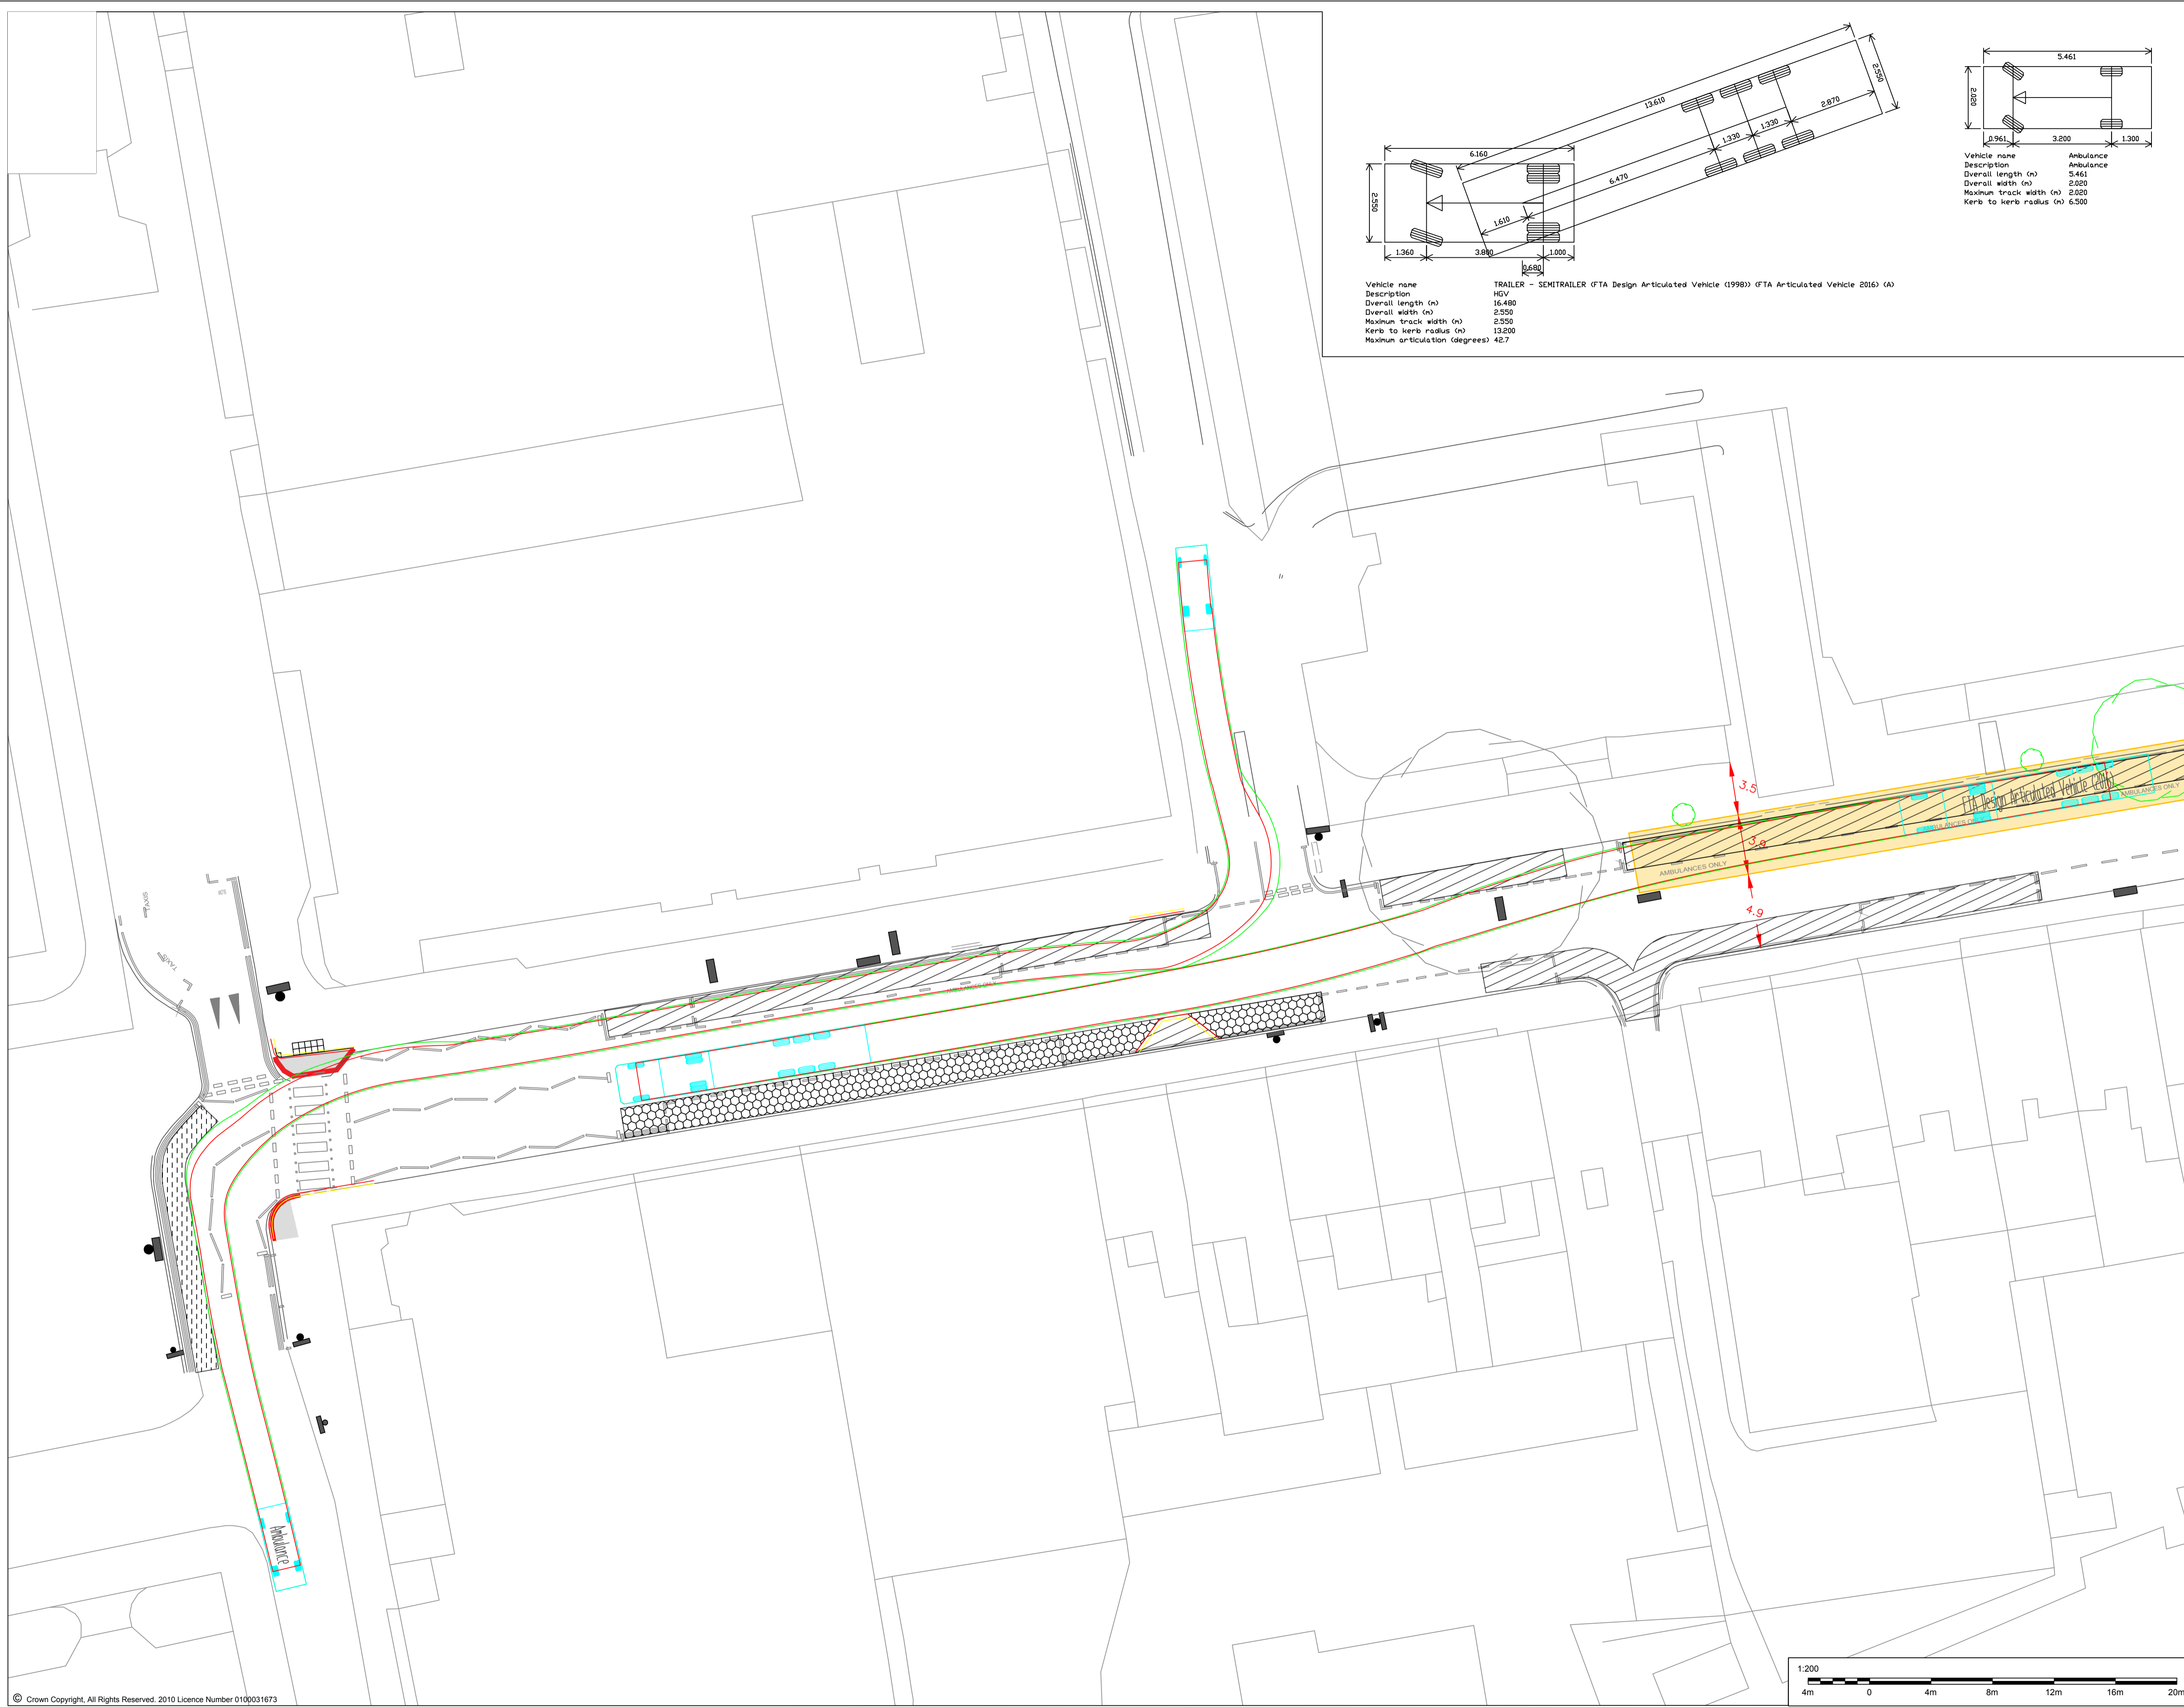 13.610
2.550
2.870
1.330
1.330
6.470
1.610
6.160
2.550
1.360
3.800
1.000
0.680
Vehicle name TRAILER - SEMITRAILER (FTA Design Articulated Vehicle (1998)) (FTA Articulated Vehicle 2016) (A)
Description HGV
Overall length (m) 16.480
Overall width (m) 2.550
Maximum track width (m) 2.550
Kerb to kerb radius (m) 13.200
Maximum articulation (degrees) 42.7
5.461
2.020
0.961
3.200
1.300
Vehicle name Ambulance
Description Ambulance
Overall length (m) 5.461
Overall width (m) 2.020
Maximum track width (m) 2.020
Kerb to kerb radius (m) 6.500
3.5
3.9
4.9
FTA Design Articulated Vehicle (2016)
AMBULANCES ONLY
AMBULANCES ONLY
AMBULANCES ONLY
AMBULANCES ONLY
TAXIS
TAXIS
Ambulance
1:200
4m 0 4m 8m 12m 16m 20m
© Crown Copyright, All Rights Reserved. 2010 Licence Number 0100031673